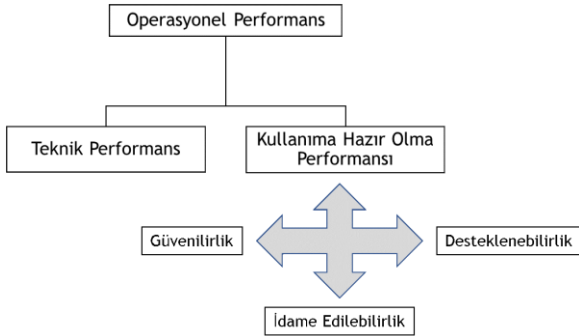 Operasyonel Performans
Teknik Performans
Kullanıma Hazır Olma
Performansı
Güvenilirlik
Desteklenebilirlik
İdame Edilebilirlik